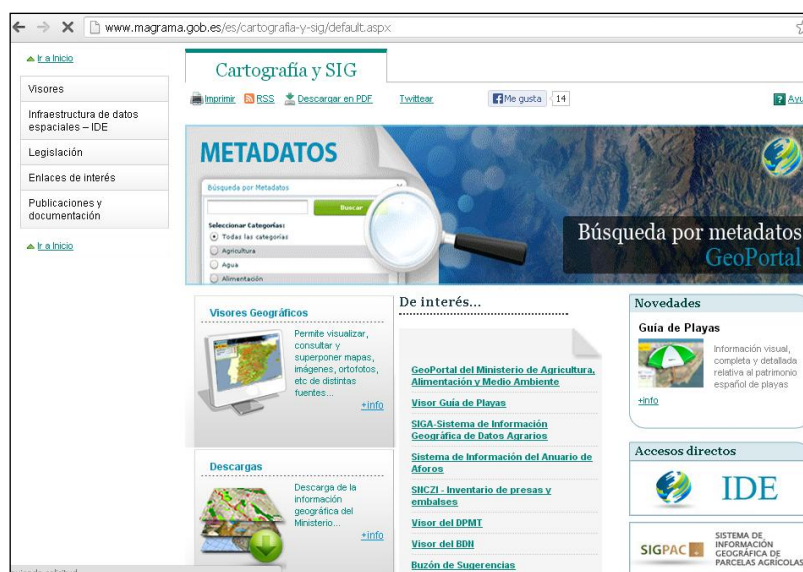 www.magrama.gob.es/es/cartografia-y-sig/default.aspx
Ir a Inicio
Visores
Infraestructura de datos
espaciales – IDE
Legislación
Enlaces de interés
Publicaciones y
documentación
Ir a Inicio
Cartografía y SIG
Imprimir RSS Descargar en PDF Twittear Me gusta 14
METADATOS
Búsqueda por Metadatos
Buscar
Seleccionar Categorías:
Todas las categorías
Agricultura
Agua
Alimentación
Búsqueda por metadatos
GeoPortal
Visores Geográficos
Permite visualizar,
consultar y
superponer mapas,
imágenes, ortofotos,
etc de distintas
fuentes...
+info
Descargas
Descarga de la
información
geográfica del
Ministerio...
+info
De interés...
GeoPortal del Ministerio de Agricultura,
Alimentación y Medio Ambiente
Visor Guía de Playas
SIGA-Sistema de Información
Geográfica de Datos Agrarios
Sistema de Información del Anuario de
Aforos
SNCZI - Inventario de presas y
embalses
Visor del DPMT
Visor del BDN
Buzón de Sugerencias
Novedades
Guía de Playas
Información visual,
completa y detallada
relativa al patrimonio
español de playas
+info
Accesos directos
IDE
SIGPAC
SISTEMA DE
INFORMACIÓN
GEOGRÁFICA DE
PARCELAS AGRÍCOLAS